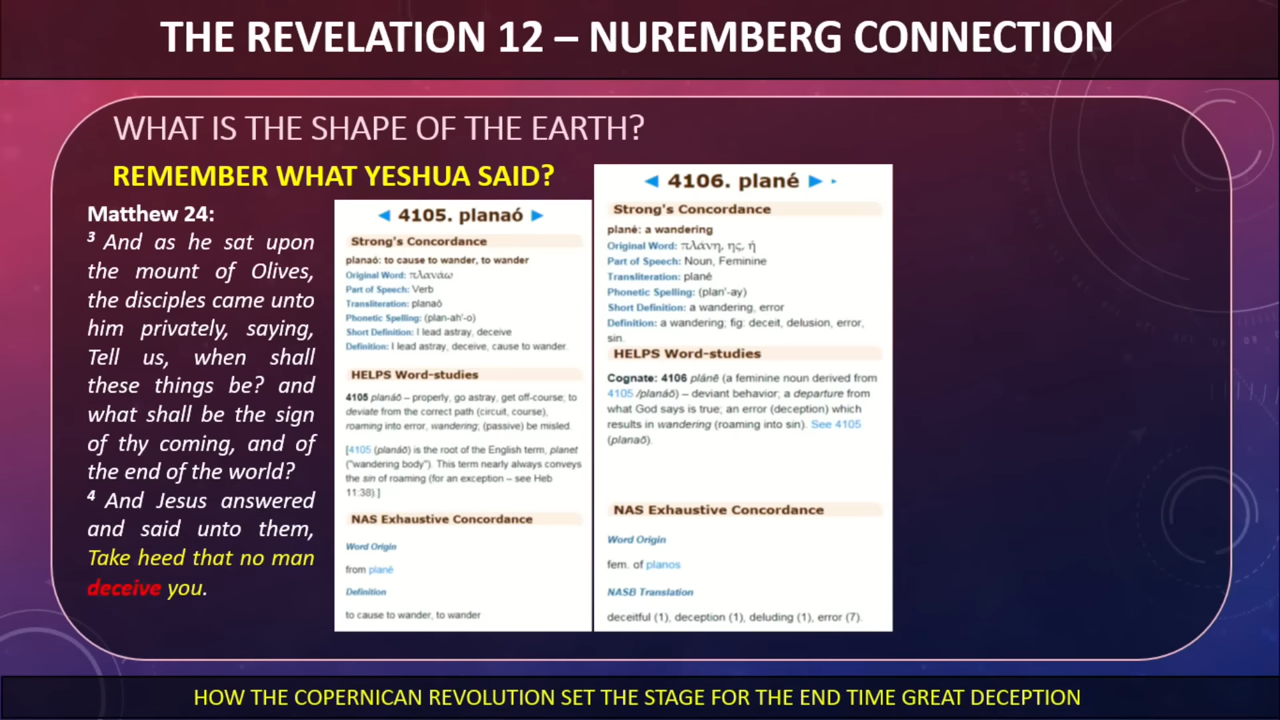 THE REVELATION 12 – NUREMBERG CONNECTION
WHAT IS THE SHAPE OF THE EARTH?
REMEMBER WHAT YESHUA SAID?
Matthew 24:
3 And as he sat upon
the mount of Olives,
the disciples came unto
him privately, saying,
Tell us, when shall
these things be? and
what shall be the sign
of thy coming, and of
the end of the world?
4 And Jesus answered
and said unto them,
Take heed that no man
deceive you.
4105. planaó
Strong's Concordance
planaó: to cause to wander, to wander
Original Word: πλανάω
Part of Speech: Verb
Transliteration: planaó
Phonetic Spelling: (plan-ah'-o)
Short Definition: I lead astray, deceive
Definition: I lead astray, deceive, cause to wander.
HELPS Word-studies
4105 planáō – properly, go astray, get off-course; to
deviate from the correct path (circuit, course),
roaming into error, wandering; (passive) be misled.
[4105 (planáō) is the root of the English term, planet
("wandering body"). This term nearly always conveys
the sin of roaming (for an exception – see Heb
11:38).]
NAS Exhaustive Concordance
Word Origin
from plané
Definition
to cause to wander, to wander
4106. plané
Strong's Concordance
plané: a wandering
Original Word: πλάνη, ης, ἡ
Part of Speech: Noun, Feminine
Transliteration: plané
Phonetic Spelling: (plan'-ay)
Short Definition: a wandering, error
Definition: a wandering; fig: deceit, delusion, error,
sin.
HELPS Word-studies
Cognate: 4106 plánē (a feminine noun derived from
4105 /planáō) – deviant behavior; a departure from
what God says is true; an error (deception) which
results in wandering (roaming into sin). See 4105
(planaō).
NAS Exhaustive Concordance
Word Origin
fem. of planos
NASB Translation
deceitful (1), deception (1), deluding (1), error (7).
HOW THE COPERNICAN REVOLUTION SET THE STAGE FOR THE END TIME GREAT DECEPTION